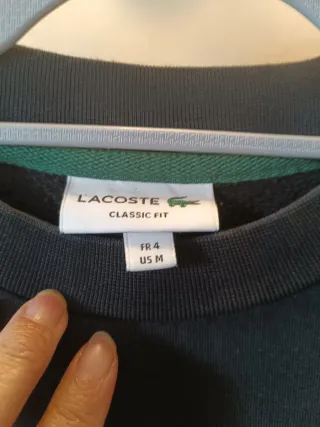 LACOSTE
CLASSIC FIT
FR 4
US M